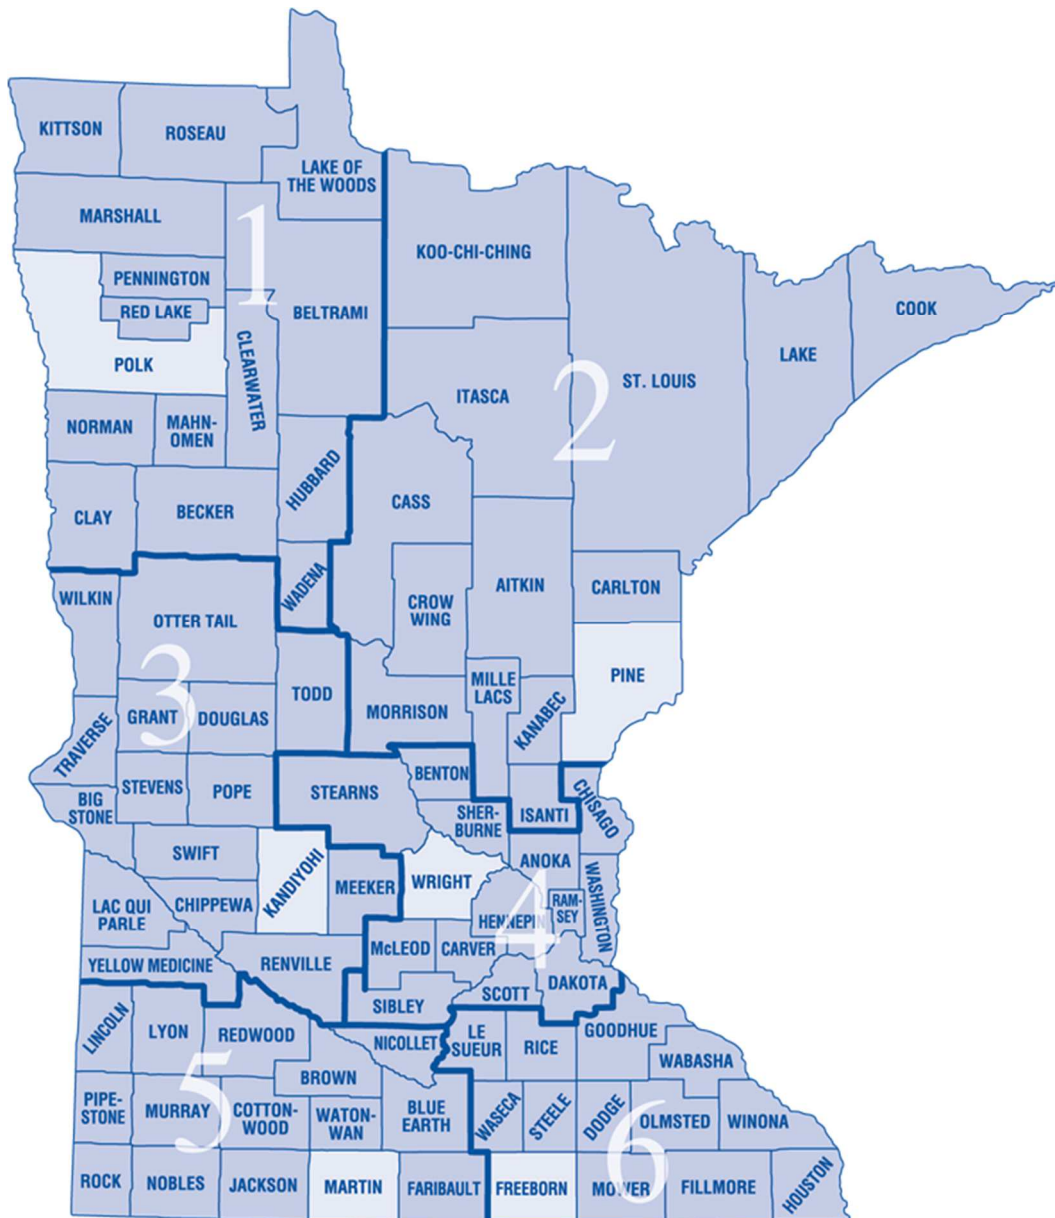 KITTSON
ROSEAU
LAKE OF
THE WOODS
MARSHALL
1
KOO-CHI-CHING
PENNINGTON
RED LAKE
BELTRAMI
COOK
POLK
CLEARWATER
LAKE
ST. LOUIS
ITASCA
2
NORMAN
MAHN-
OMEN
HUBBARD
CASS
CLAY
BECKER
WADENA
AITKIN
CARLTON
WILKIN
CROW
WING
OTTER TAIL
3
PINE
MILLE
LACS
TODD
MORRISON
KANABEC
GRANT
DOUGLAS
TRAVERSE
BENTON
STEVENS
POPE
STEARNS
BIG
STONE
SHER-
BURNE
ISANTI
CHISAGO
SWIFT
KANDIYOHI
ANOKA
MEEKER
WRIGHT
WASHINGTON
CHIPPEWA
LAC QUI
PARLE
RAM-
SEY
HENNEPIN
4
McLEOD
CARVER
YELLOW MEDICINE
RENVILLE
DAKOTA
SCOTT
SIBLEY
LINCOLN
LYON
REDWOOD
NICOLLET
LE
SUEUR
RICE
GOODHUE
WABASHA
BROWN
PIPE-
STONE
MURRAY
5
COTTON-
WOOD
WATON-
WAN
BLUE
EARTH
WASECA
STEELE
DODGE
OLMSTED
WINONA
6
ROCK
NOBLES
JACKSON
MARTIN
FARIBAULT
FREEBORN
MOWER
FILLMORE
HOUSTON